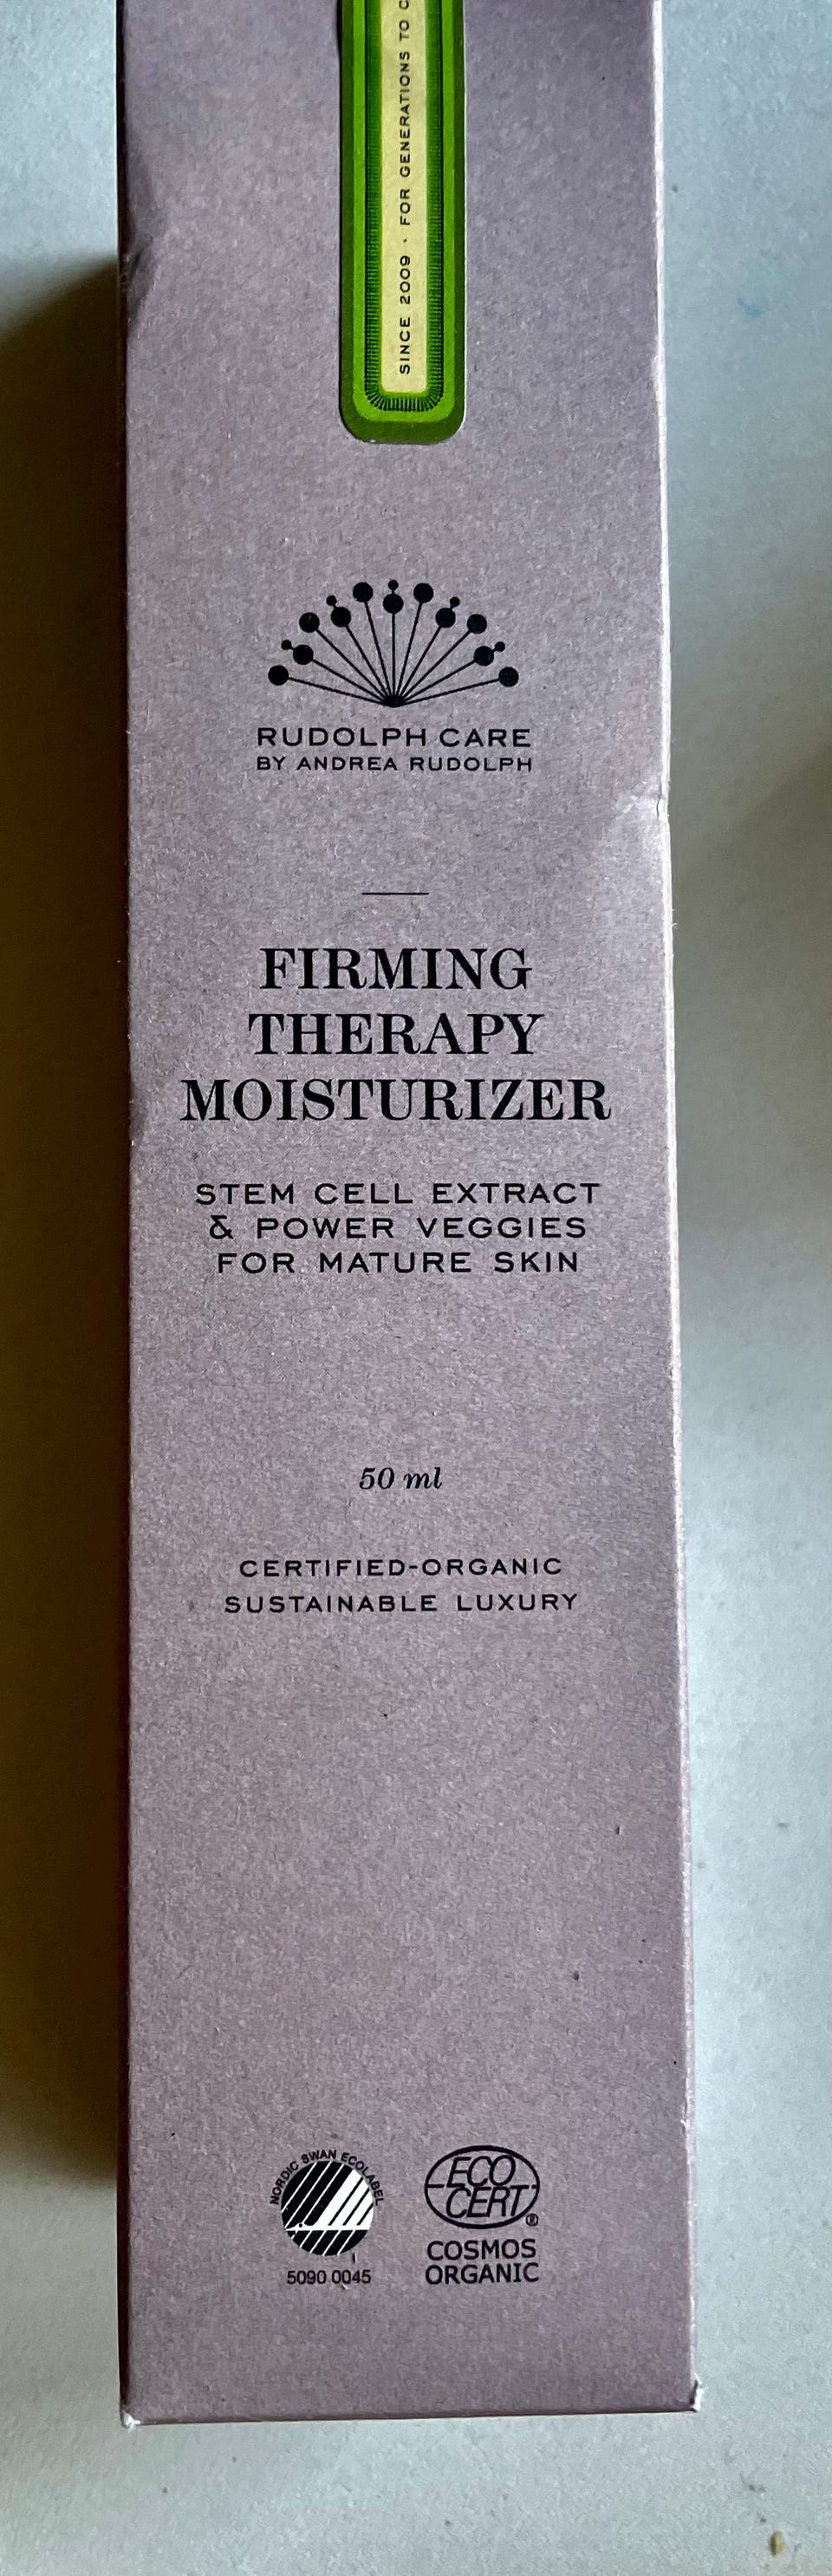 SINCE 2009 · FOR GENERATIONS TO
RUDOLPH CARE
BY ANDREA RUDOLPH
FIRMING
THERAPY
MOISTURIZER
STEM CELL EXTRACT
& POWER VEGGIES
FOR MATURE SKIN
50 ml
CERTIFIED-ORGANIC
SUSTAINABLE LUXURY
NORDIC SWAN ECOLABEL
5090 0045
ECO
CERT®
COSMOS
ORGANIC